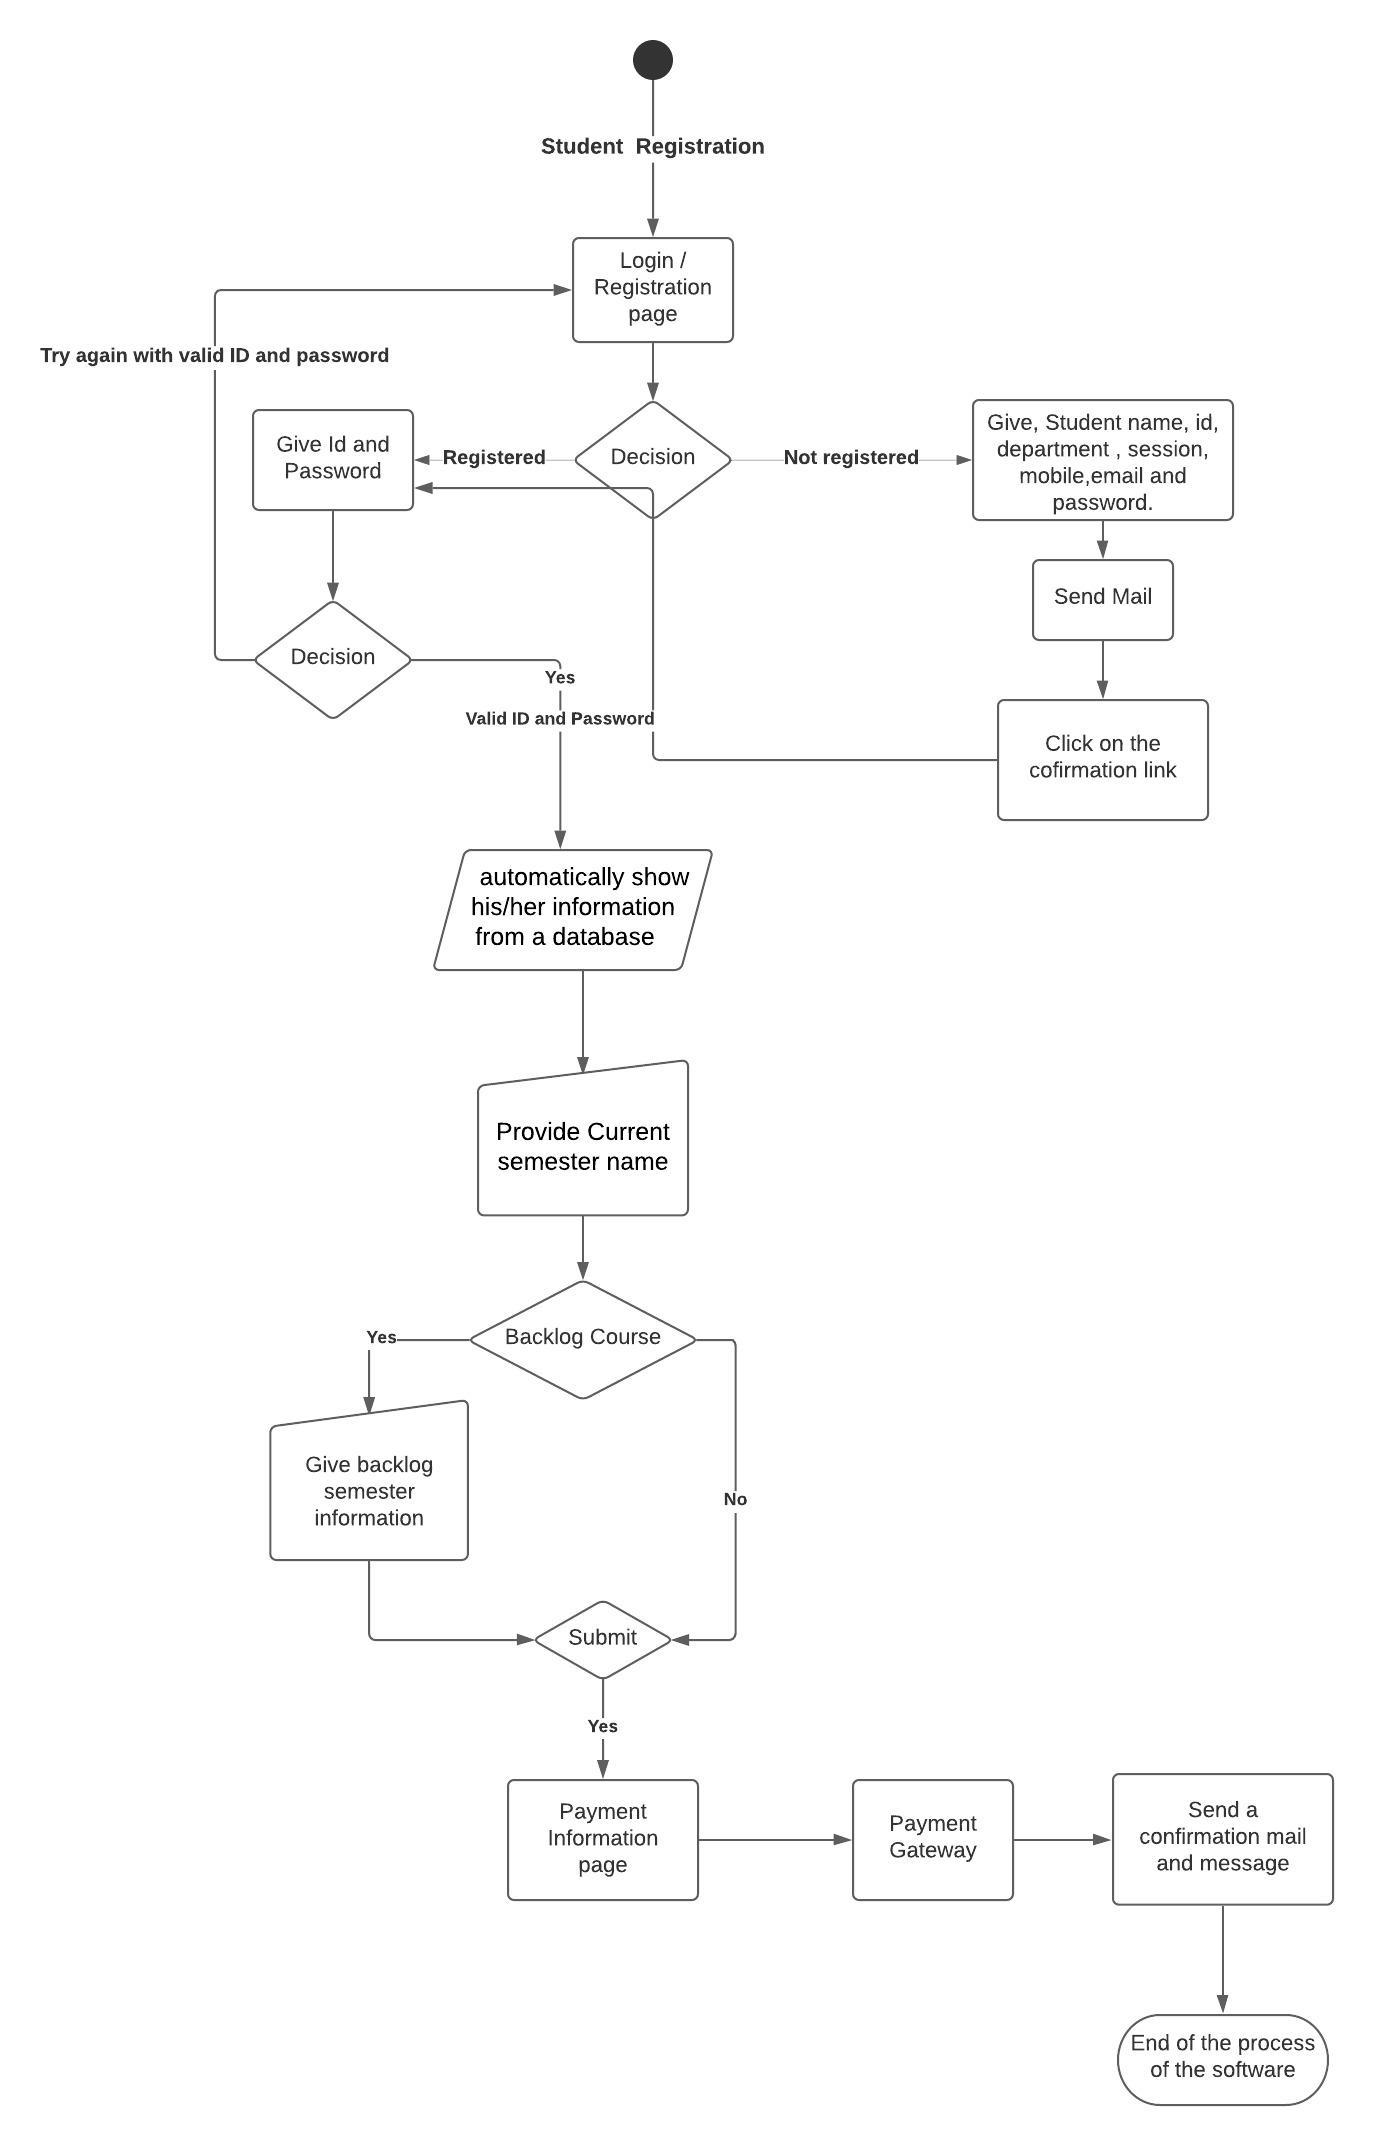 Student  Registration
Login /
Registration
page
Try again with valid ID and password
Give Id and
Password
Registered
Decision
Not registered
Give, Student name, id,
department , session,
mobile,email and
password.
Send Mail
Click on the
cofirmation link
Decision
Yes
Valid ID and Password
automatically show
his/her information
from a database
Provide Current
semester name
Backlog Course
Yes
Give backlog
semester
information
No
Submit
Yes
Payment
Information
page
Payment
Gateway
Send a
confirmation mail
and message
End of the process
of the software